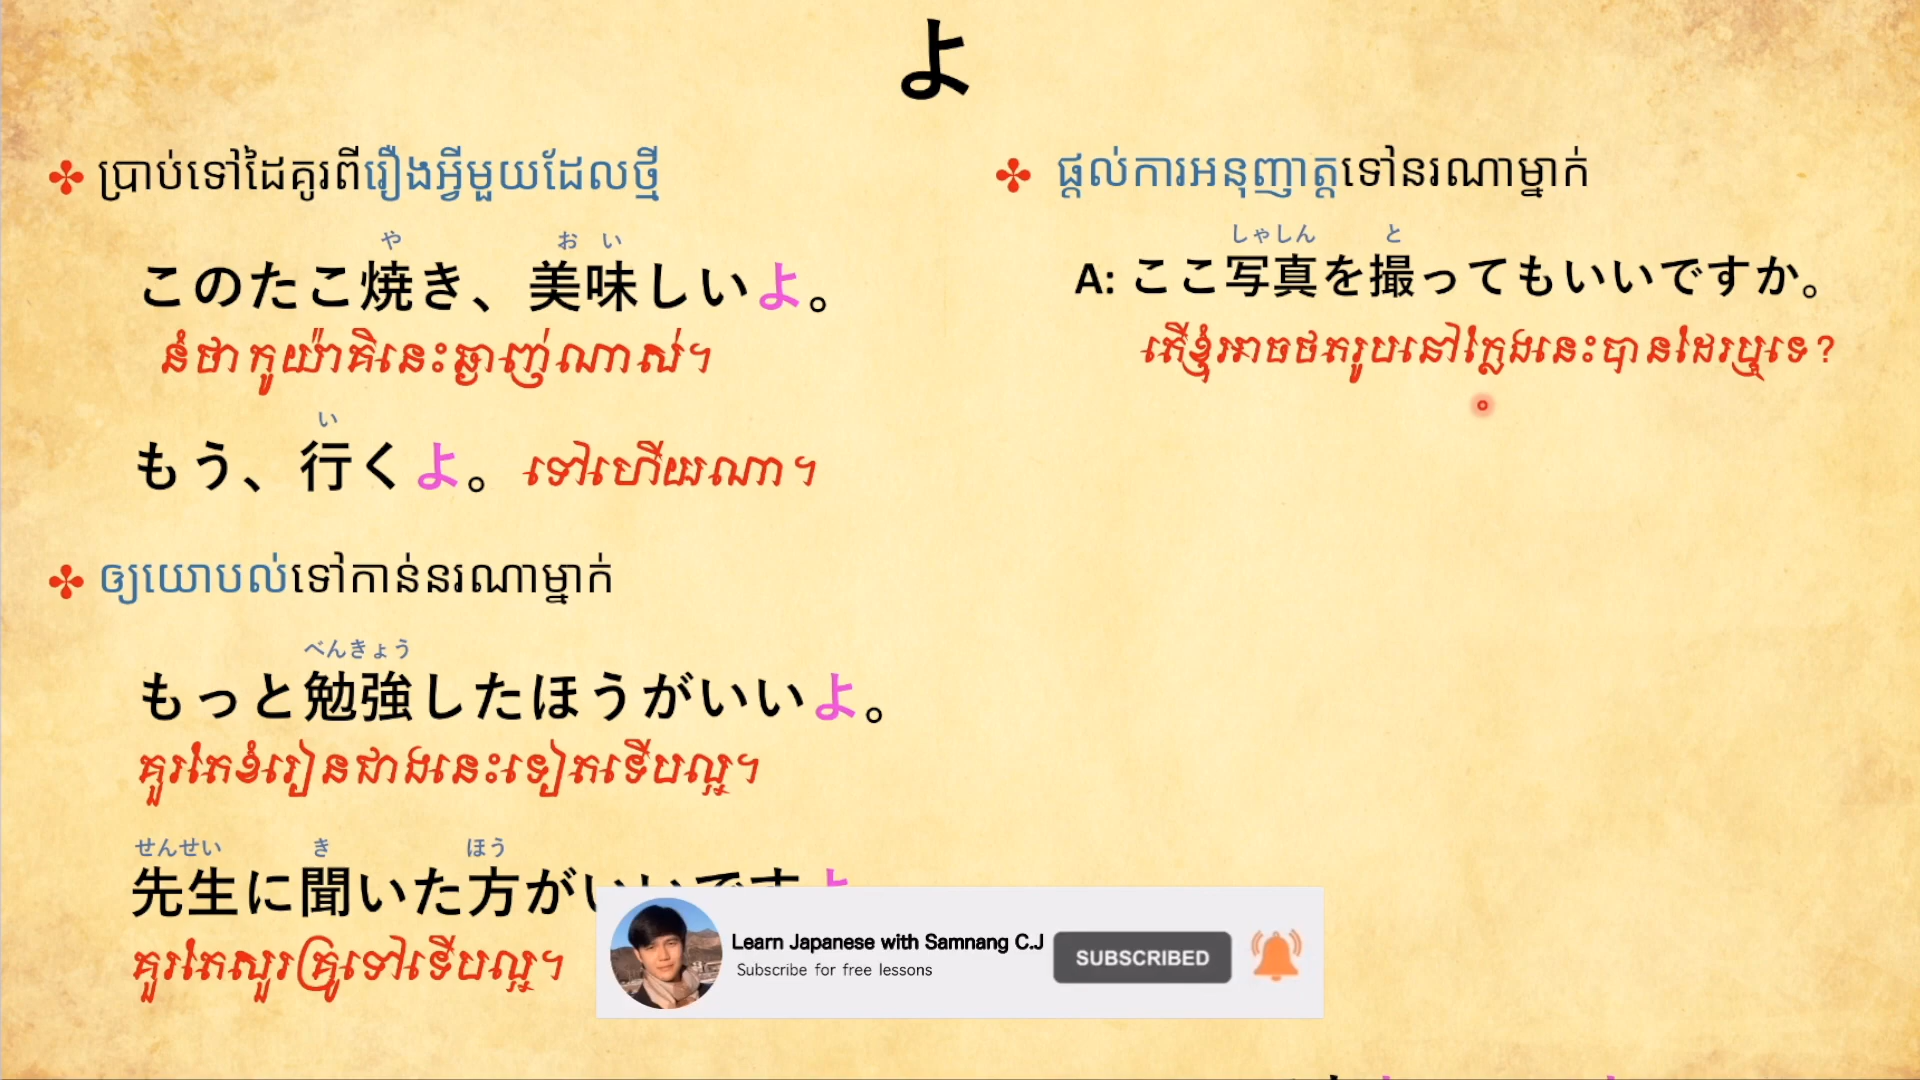 よ
ប្រាប់ទៅដៃគូរពីរឿងអ្វីមួយដែលថ្មី
や お い
このたこ焼き、美味しいよ。
នំថាកូយ៉ាគិនេះឆ្ងាញ់ណាស់។
い
もう、行くよ。 ទៅហើយណា។
ឲ្យយោបល់ទៅកាន់នរណាម្នាក់
べんきょう
もっと勉強したほうがいいよ。
គួរតែខំរៀនជាងនេះទៀតទើបល្អ។
せんせい き ほう
先生に聞いた方がいいですよ
គួរតែសួរគ្រូទៅទើបល្អ។
ផ្តល់ការអនុញាត្តទៅនរណាម្នាក់
しゃしん と
A: ここ写真を撮ってもいいですか。
តើខ្ញុំអាចថតរូបនៅក្លែងនេះបានដែរឬទេ?
Learn Japanese with Samnang C.J
Subscribe for free lessons
SUBSCRIBED